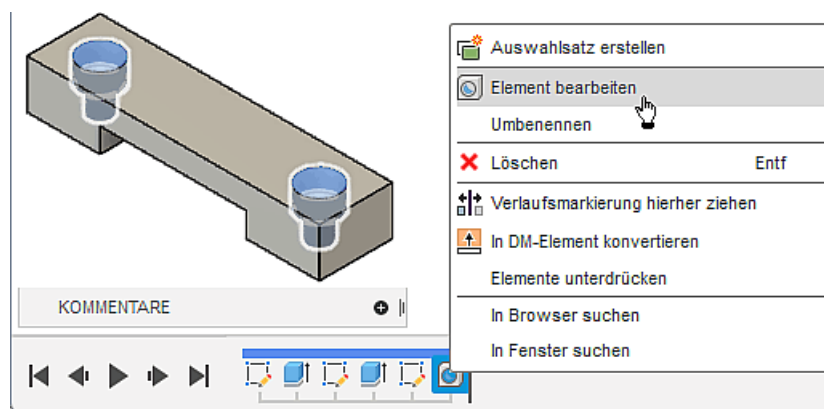 Auswahlsatz erstellen
Element bearbeiten
Umbenennen
Löschen Entf
Verlaufsmarkierung hierher ziehen
In DM-Element konvertieren
Elemente unterdrücken
In Browser suchen
In Fenster suchen
KOMMENTARE